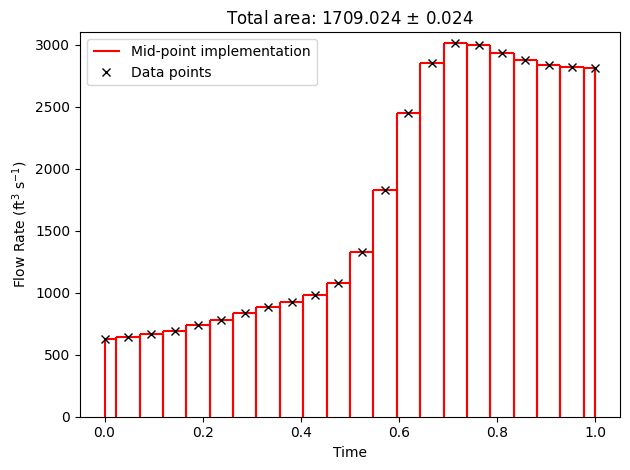 Total area: 1709.024 ± 0.024
Mid-point implementation
Data points
Flow Rate (ft³ s⁻¹)
3000
2500
2000
1500
1000
500
0
0.0 0.2 0.4 0.6 0.8 1.0
Time